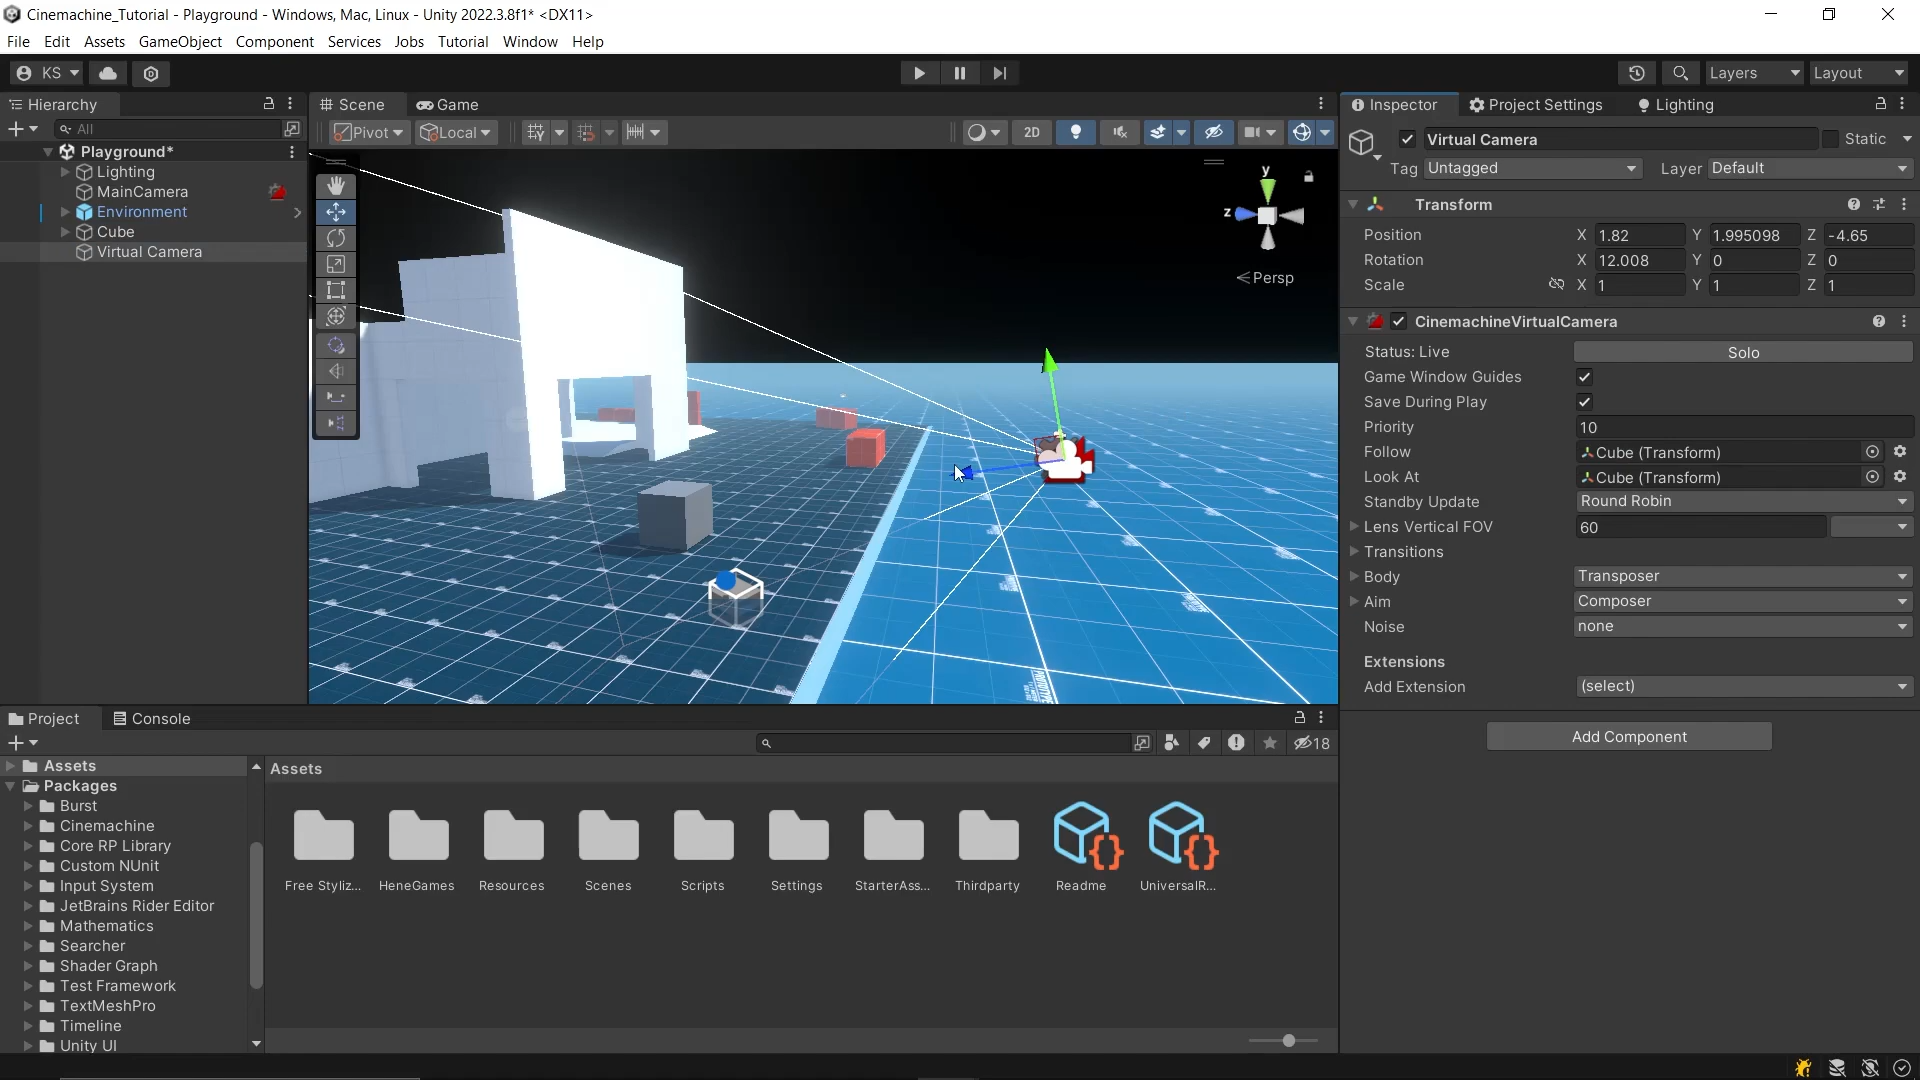 Cinemachine_Tutorial - Playground - Windows, Mac, Linux - Unity 2022.3.8f1* <DX11>
File Edit Assets GameObject Component Services Jobs Tutorial Window Help
KS
Layers
Layout
Hierarchy
All
Playground*
Lighting
MainCamera
Environment
Cube
Virtual Camera
Scene
Game
Pivot
Local
2D
y
z
Persp
Inspector
Project Settings
Lighting
Virtual Camera
Static
Tag Untagged
Layer Default
Transform
Position X 1.82 Y 1.995098 Z -4.65
Rotation X 12.008 Y 0 Z 0
Scale X 1 Y 1 Z 1
CinemachineVirtualCamera
Status: Live
Solo
Game Window Guides
Save During Play
Priority 10
Follow Cube (Transform)
Look At Cube (Transform)
Standby Update Round Robin
Lens Vertical FOV 60
Transitions
Body Transposer
Aim Composer
Noise none
Extensions
Add Extension (select)
Add Component
Project
Console
18
Assets
Packages
Burst
Cinemachine
Core RP Library
Custom NUnit
Input System
JetBrains Rider Editor
Mathematics
Searcher
Shader Graph
Test Framework
TextMeshPro
Timeline
Unity UI
Assets
Free Styliz...
HeneGames
Resources
Scenes
Scripts
Settings
StarterAss...
Thirdparty
Readme
UniversalR...